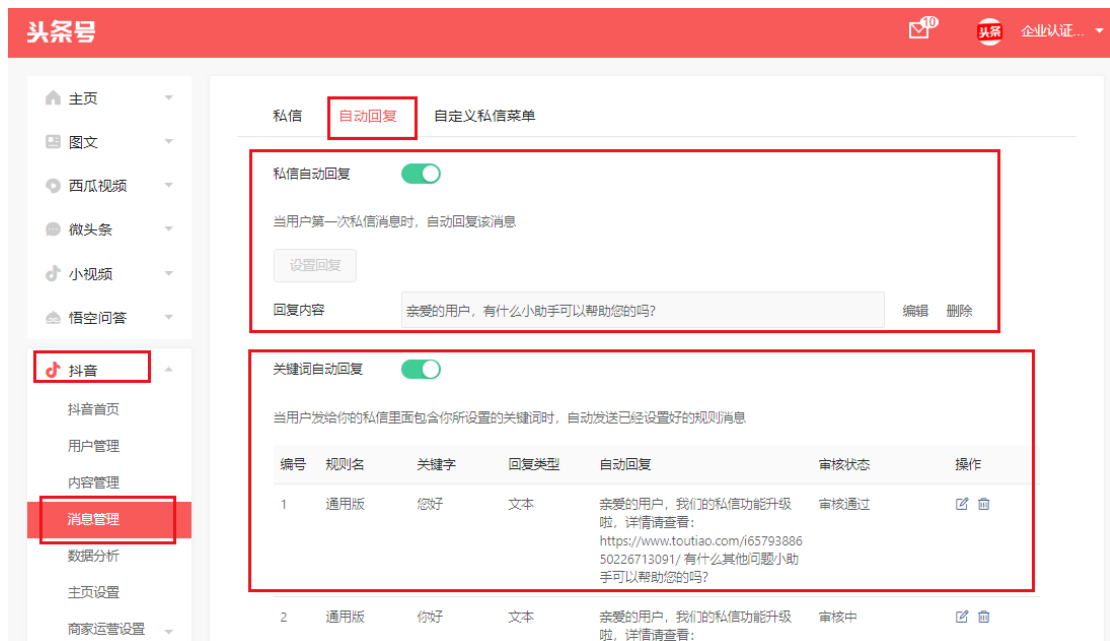 头条号
10
头条
企业认证...
主页
图文
西瓜视频
微头条
小视频
悟空问答
抖音
抖音首页
用户管理
内容管理
消息管理
数据分析
主页设置
商家运营设置
私信 自动回复 自定义私信菜单
私信自动回复
当用户第一次私信消息时，自动回复该消息
设置回复
回复内容 亲爱的用户，有什么小助手可以帮助您的吗? 编辑 删除
关键词自动回复
当用户发给你的私信里面包含你所设置的关键词时，自动发送已经设置好的规则消息
编号 规则名 关键字 回复类型 自动回复 审核状态 操作
1 通用版 您好 文本 亲爱的用户，我们的私信功能升级 审核通过
啦，详情请查看：
https://www.toutiao.com/i65793886
50226713091/ 有什么其他问题小助
手可以帮助您的吗?
2 通用版 你好 文本 亲爱的用户，我们的私信功能升级 审核中
啦，详情请查看：